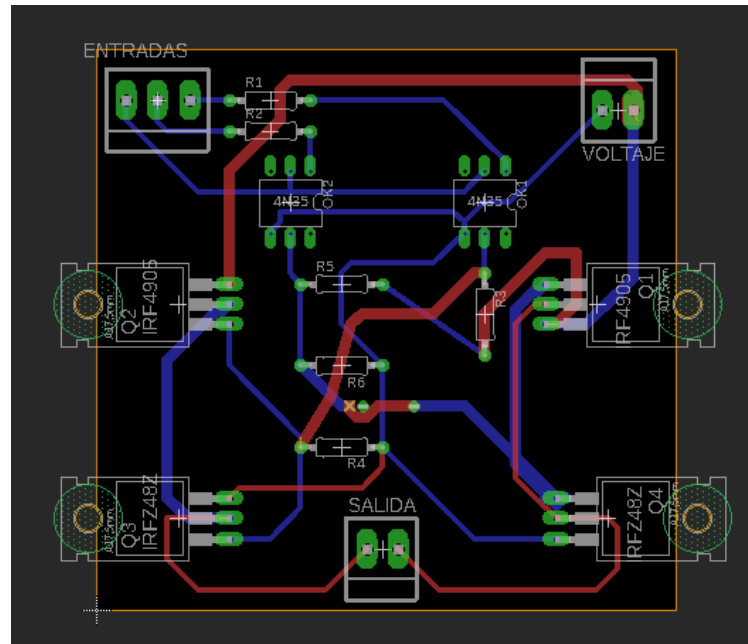 ENTRADAS
R1
R2
VOLTAJE
4N35
OK2
4N35
OK1
R5
R3
Q2
IRF4905
Q1
RF4905
R6
R4
Q3
IRFZ48Z
SALIDA
Q4
IRFZ48Z